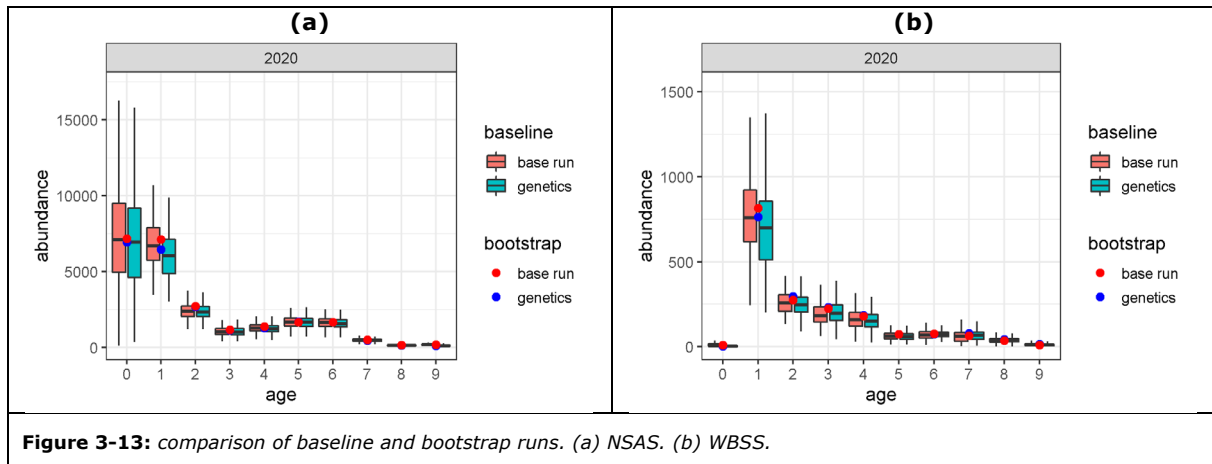 (a)
2020
15000
10000
5000
0
abundance
0 1 2 3 4 5 6 7 8 9
age
baseline
base run
genetics
bootstrap
base run
genetics
(b)
2020
1500
1000
500
0
abundance
0 1 2 3 4 5 6 7 8 9
age
baseline
base run
genetics
bootstrap
base run
genetics
Figure 3-13: comparison of baseline and bootstrap runs. (a) NSAS. (b) WBSS.